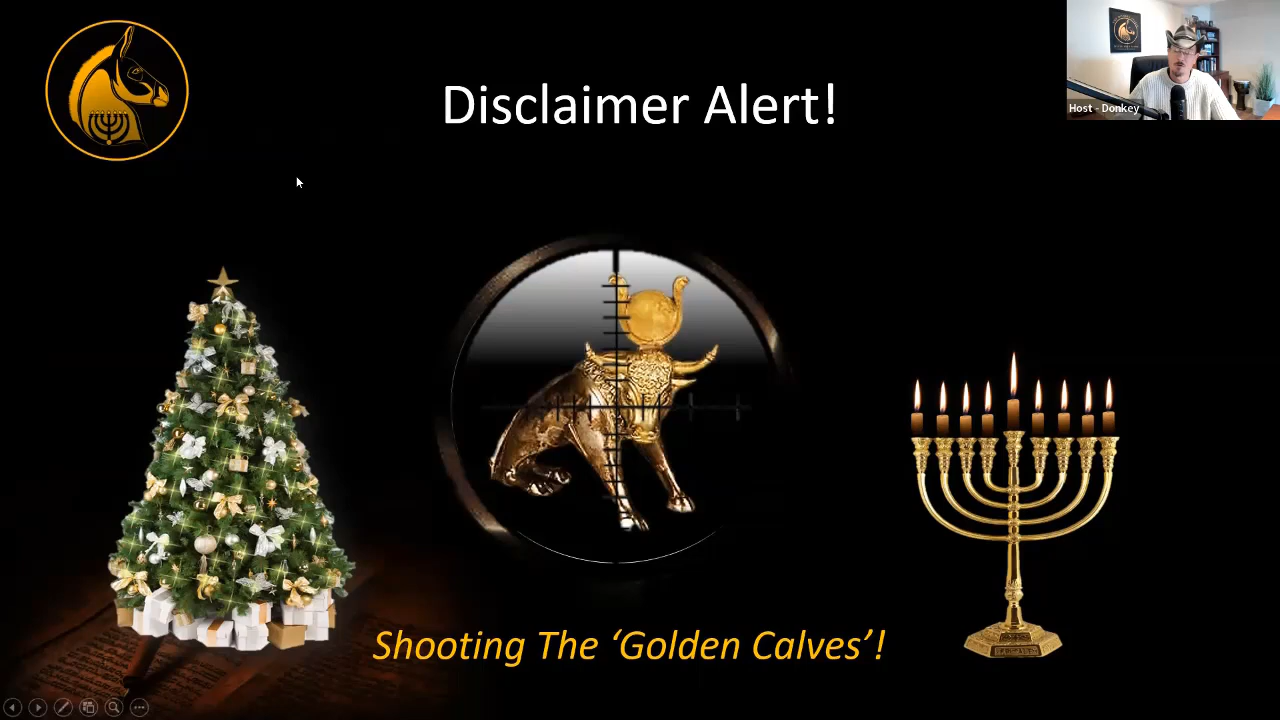 Disclaimer Alert!
Host - Donkey
Shooting The ‘Golden Calves’!